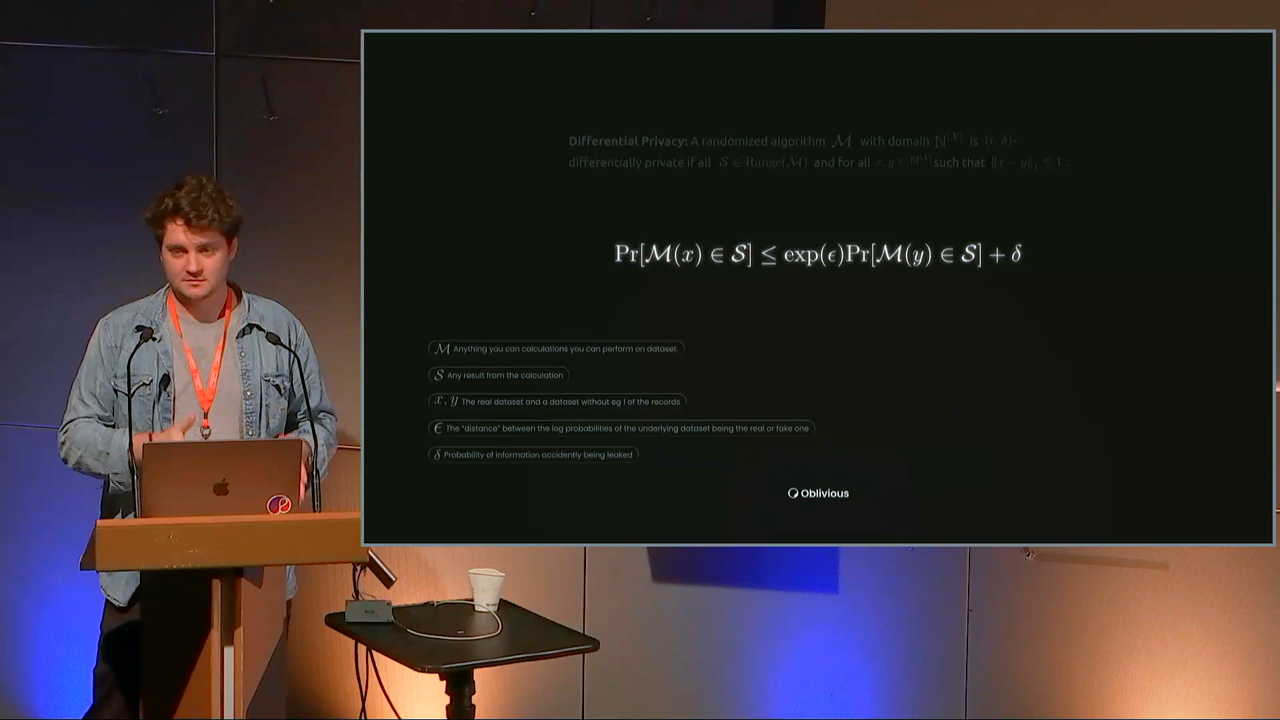 Differential Privacy: A randomized algorithm ℳ with domain ℕ^|𝒳| is (ε, δ)-
differentially private if all 𝒮 ∈ Range(ℳ) and for all x, y ∈ ℕ^|𝒳| such that ‖x − y‖₁ ≤ 1 :
Pr[ℳ(x) ∈ 𝒮] ≤ exp(ϵ)Pr[ℳ(y) ∈ 𝒮] + δ
ℳ Anything you can calculations you can perform on dataset.
𝒮 Any result from the calculation
x, y The real dataset and a dataset without eg 1 of the records
ϵ The "distance" between the log probabilities of the underlying dataset being the real or fake one
δ Probability of information accidently being leaked
Oblivious